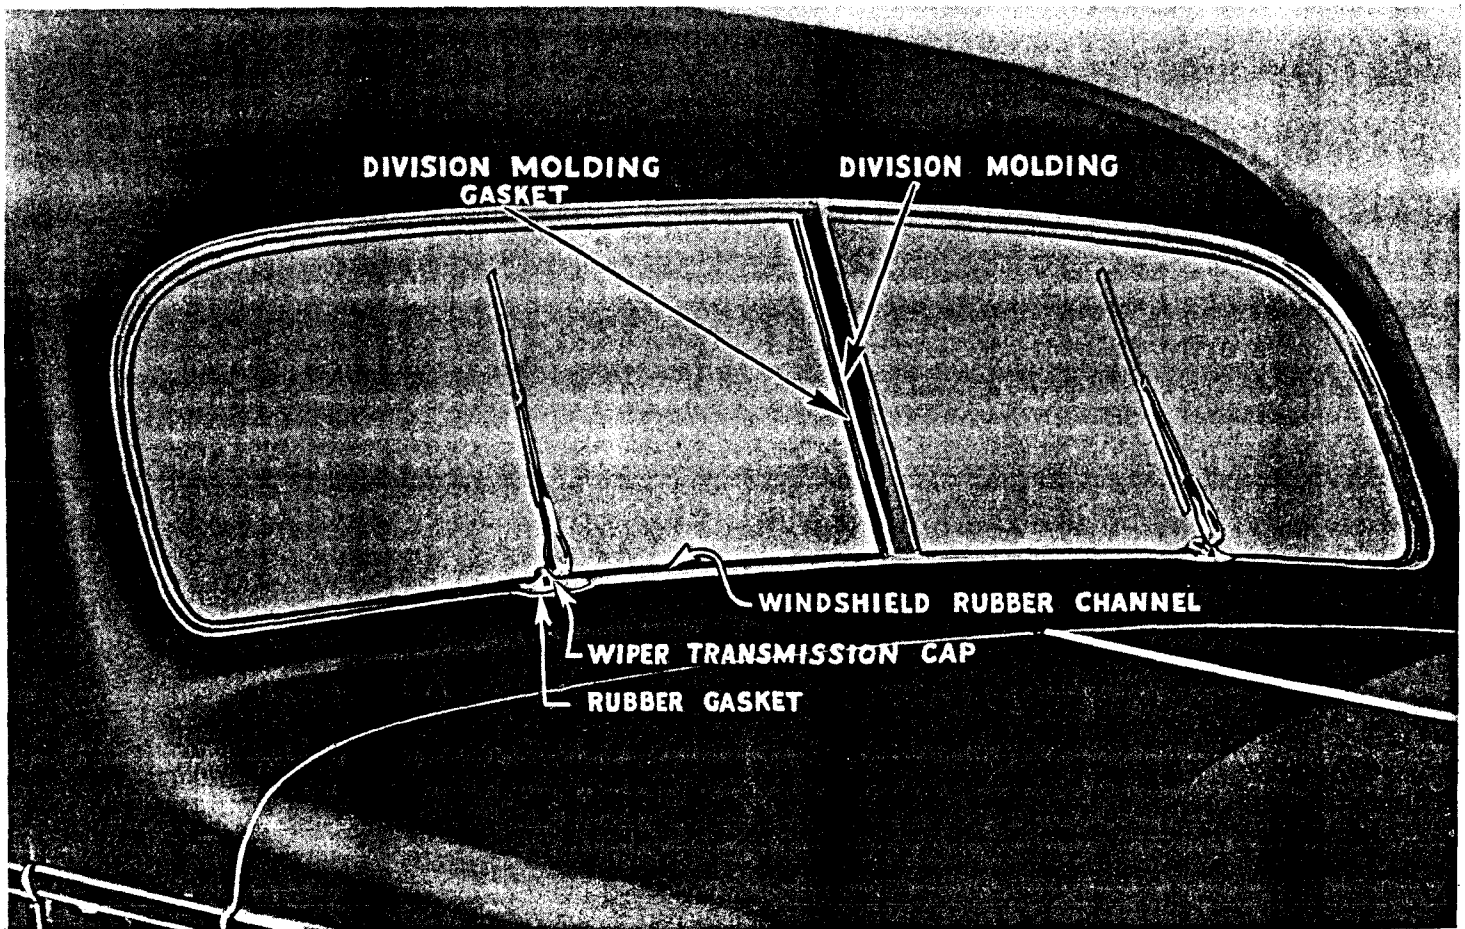 DIVISION MOLDING
GASKET
DIVISION MOLDING
WINDSHIELD RUBBER CHANNEL
WIPER TRANSMISSION CAP
RUBBER GASKET